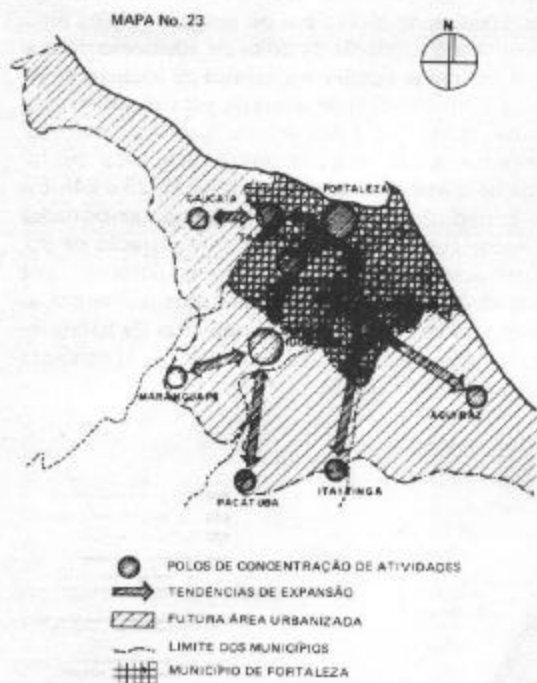 MAPA No. 23
N
CAUCAIA
FORTALEZA
MARANGUAPE
AQUIRAZ
PACATUBA
ITAITINGA
POLOS DE CONCENTRAÇÃO DE ATIVIDADES
TENDÊNCIAS DE EXPANSÃO
FUTURA ÁREA URBANIZADA
LIMITE DOS MUNICÍPIOS
MUNICÍPIO DE FORTALEZA